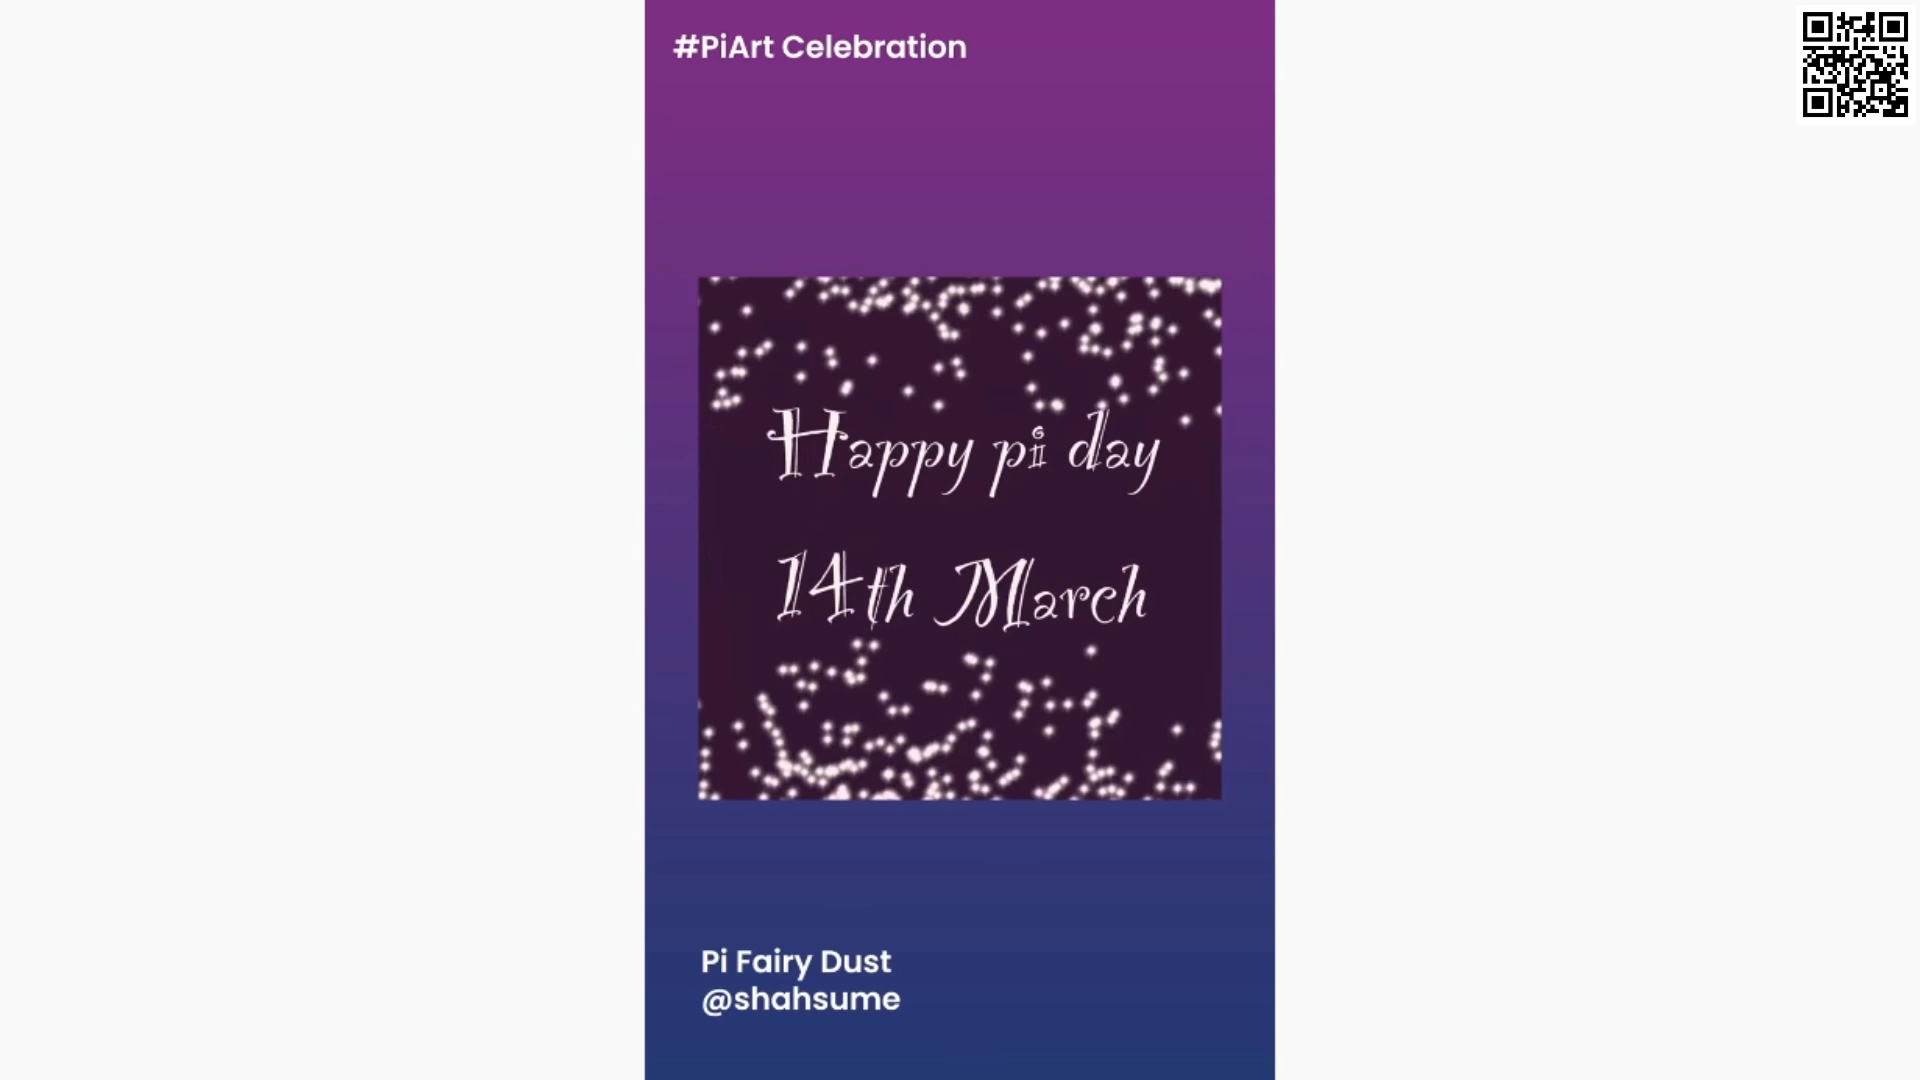 #PiArt Celebration
Happy pi day
14th March
Pi Fairy Dust
@shahsume